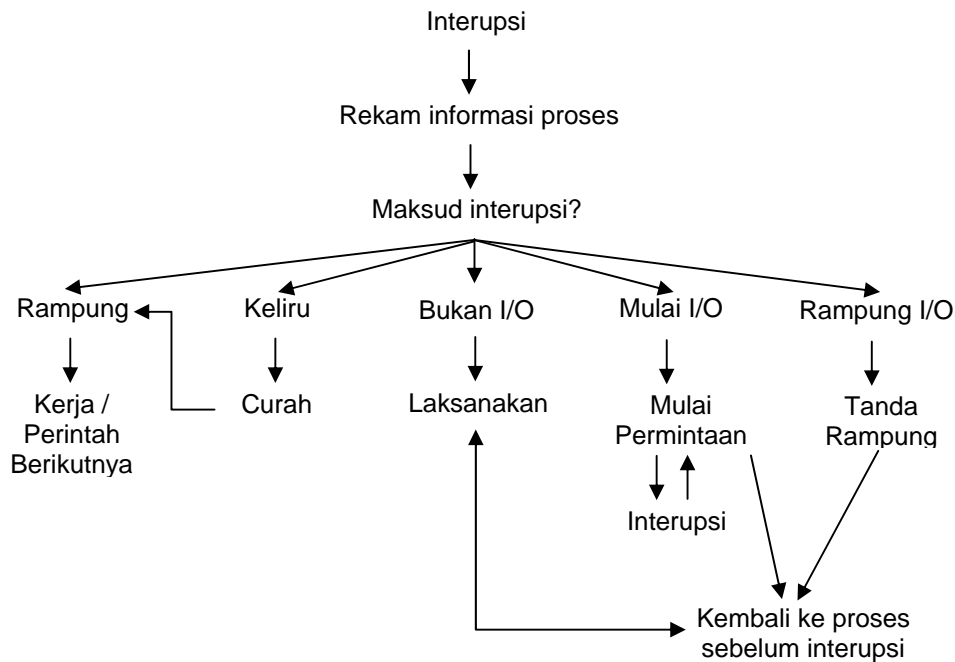 Interupsi
Rekam informasi proses
Maksud interupsi?
Rampung
Keliru
Bukan I/O
Mulai I/O
Rampung I/O
Kerja /
Perintah
Berikutnya
Curah
Laksanakan
Mulai
Permintaan
Tanda
Rampung
Interupsi
Kembali ke proses
sebelum interupsi